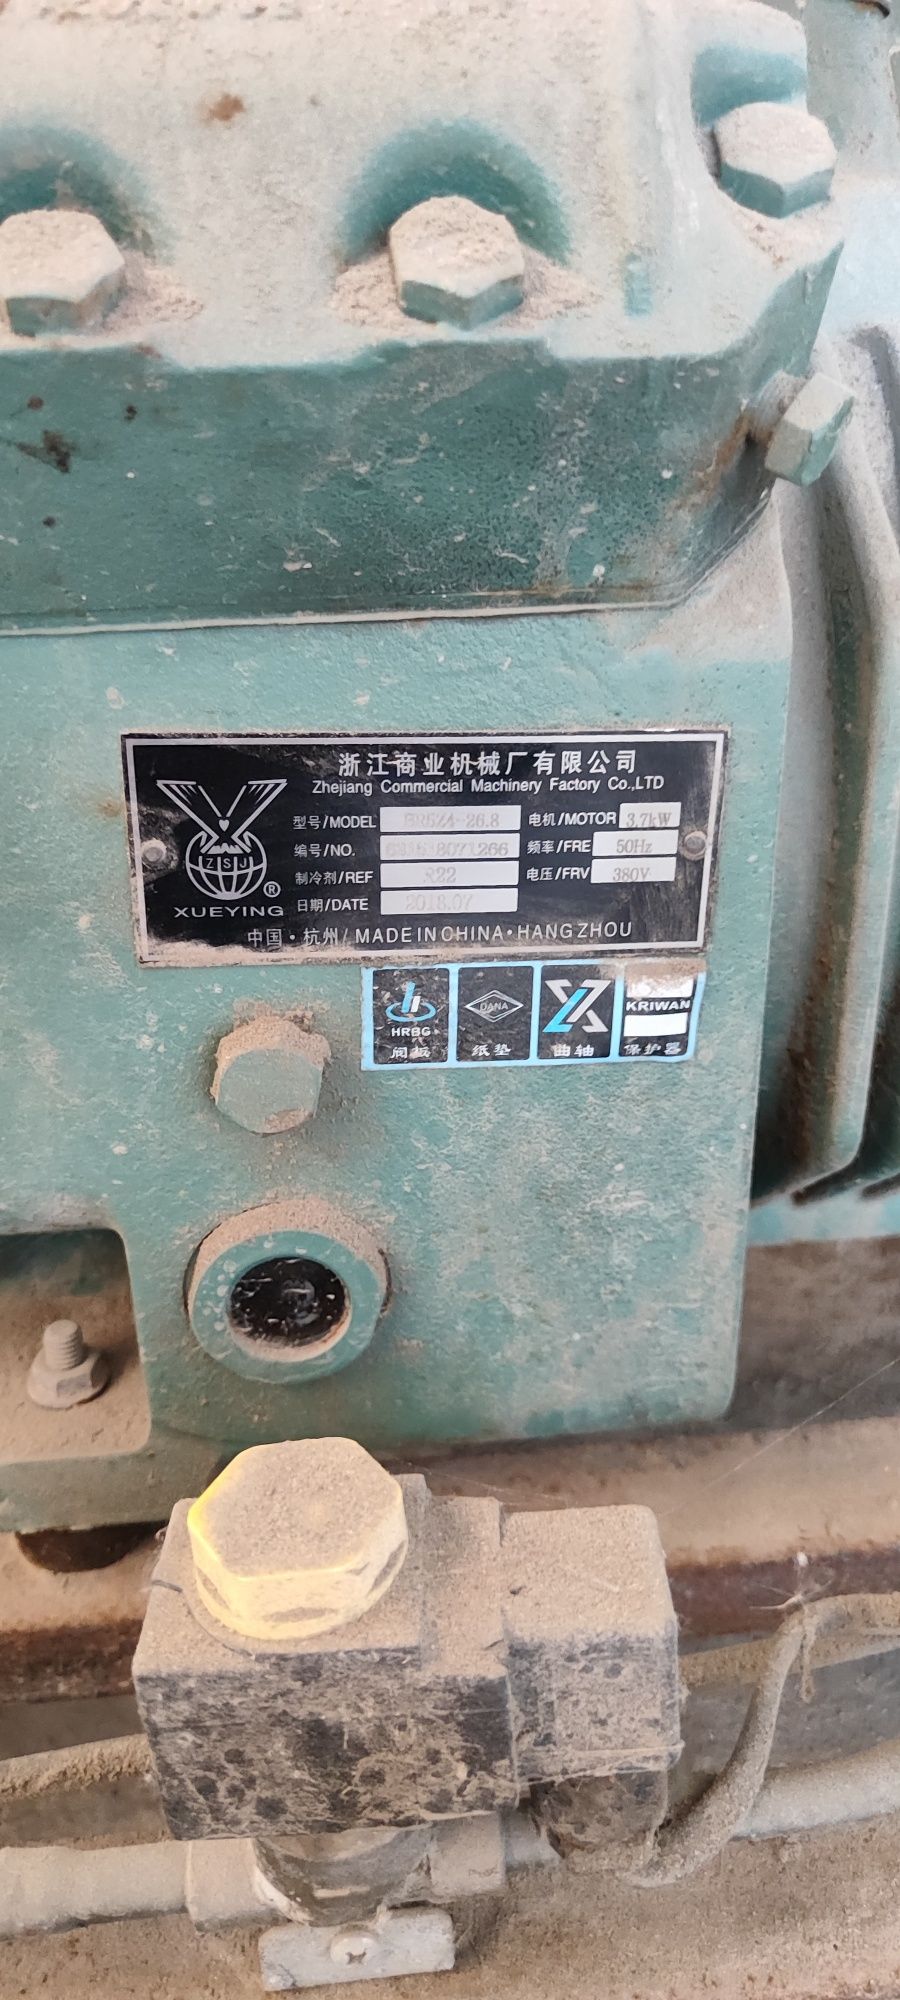 浙江商业机械厂有限公司
Zhejiang Commercial Machinery Factory Co.,LTD
型号/MODEL 电机/MOTOR 3.7kW
编号/NO. 频率/FRE 50Hz
制冷剂/REF R22 电压/FRV 380V
日期/DATE 2018.07
ZSJ
®
XUEYING
中国·杭州/MADE IN CHINA·HANGZHOU
HRBG DANA KRIWAN
阀板 纸垫 曲轴 保护器